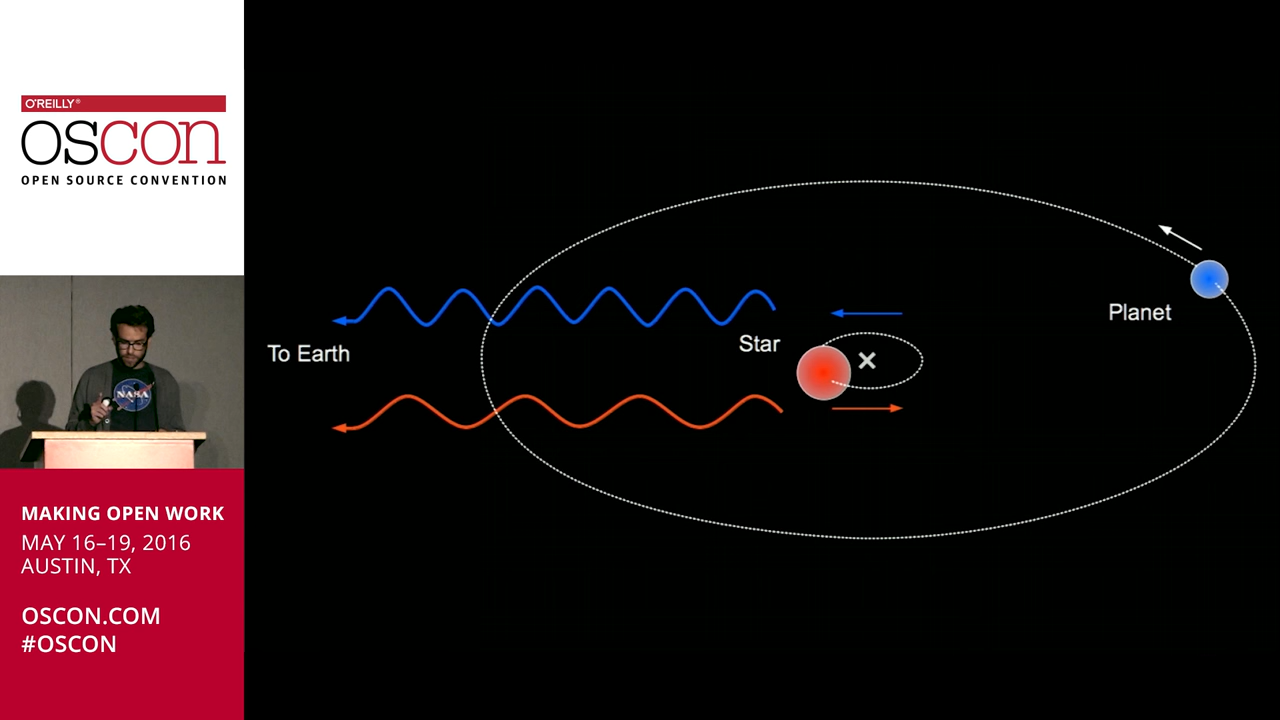 O'REILLY®
OSCON
OPEN SOURCE CONVENTION
NASA
MAKING OPEN WORK
MAY 16–19, 2016
AUSTIN, TX
OSCON.COM
#OSCON
To Earth
Star
Planet